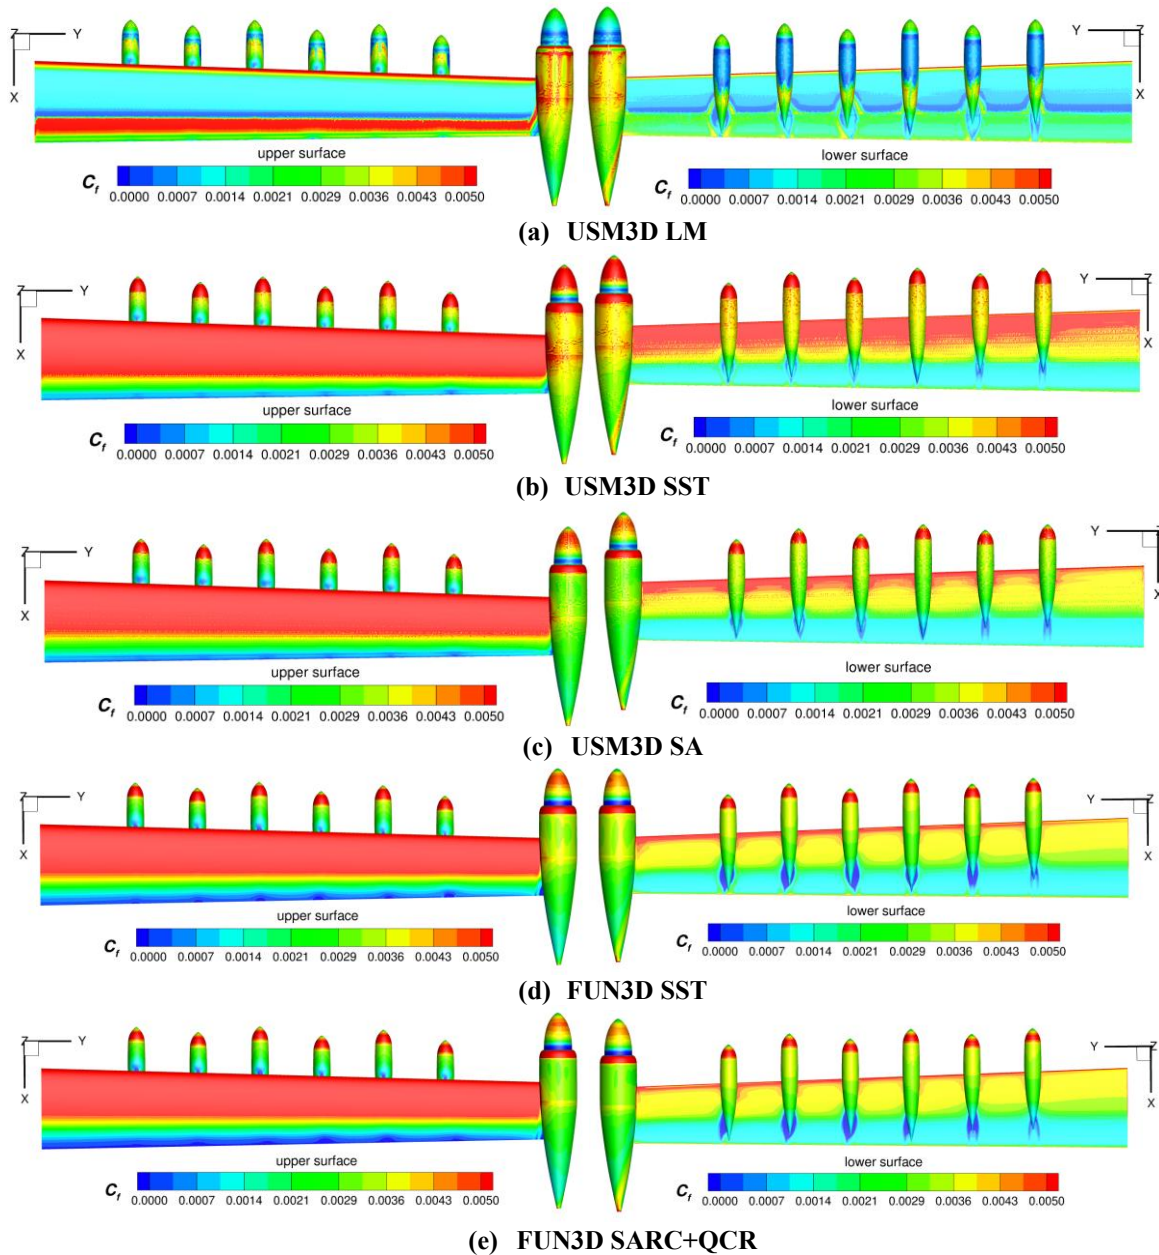 Z Y X
Y Z X
upper surface
lower surface
Cf 0.0000 0.0007 0.0014 0.0021 0.0029 0.0036 0.0043 0.0050
Cf 0.0000 0.0007 0.0014 0.0021 0.0029 0.0036 0.0043 0.0050
(a) USM3D LM
Z Y X
Y Z X
upper surface
lower surface
Cf 0.0000 0.0007 0.0014 0.0021 0.0029 0.0036 0.0043 0.0050
Cf 0.0000 0.0007 0.0014 0.0021 0.0029 0.0036 0.0043 0.0050
(b) USM3D SST
Z Y X
Y Z X
upper surface
lower surface
Cf 0.0000 0.0007 0.0014 0.0021 0.0029 0.0036 0.0043 0.0050
Cf 0.0000 0.0007 0.0014 0.0021 0.0029 0.0036 0.0043 0.0050
(c) USM3D SA
Z Y X
Y Z X
upper surface
lower surface
Cf 0.0000 0.0007 0.0014 0.0021 0.0029 0.0036 0.0043 0.0050
Cf 0.0000 0.0007 0.0014 0.0021 0.0029 0.0036 0.0043 0.0050
(d) FUN3D SST
Z Y X
Y Z X
upper surface
lower surface
Cf 0.0000 0.0007 0.0014 0.0021 0.0029 0.0036 0.0043 0.0050
Cf 0.0000 0.0007 0.0014 0.0021 0.0029 0.0036 0.0043 0.0050
(e) FUN3D SARC+QCR